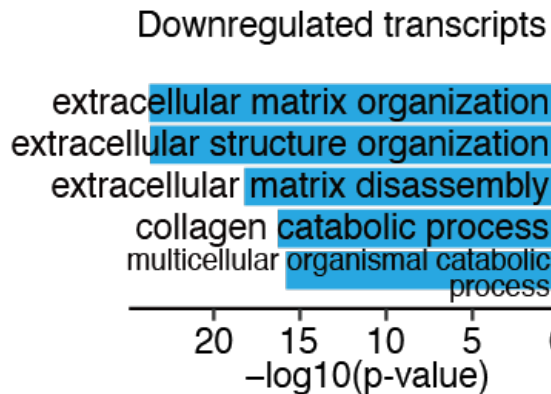 Downregulated transcripts
extracellular matrix organization
extracellular structure organization
extracellular matrix disassembly
collagen catabolic process
multicellular organismal catabolic
process
20 15 10 5
–log10(p-value)